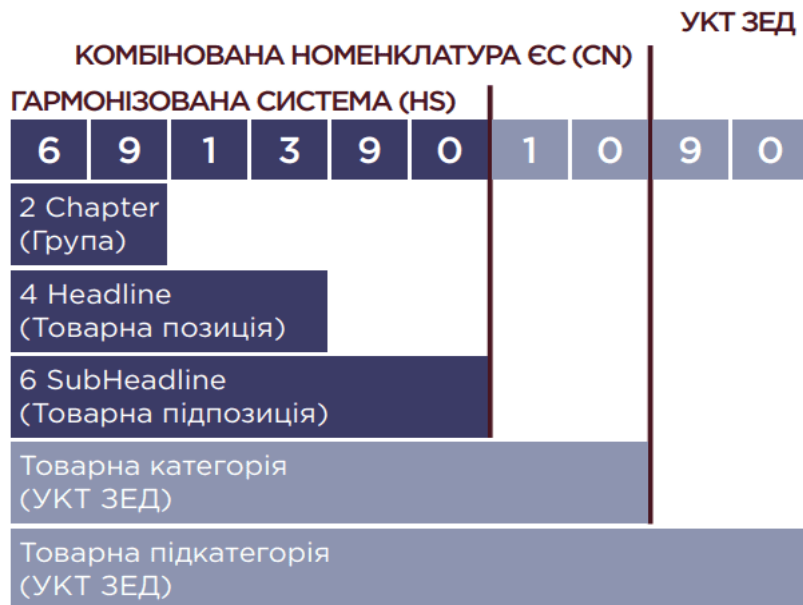 УКТ ЗЕД
КОМБІНОВАНА НОМЕНКЛАТУРА ЄС (CN)
ГАРМОНІЗОВАНА СИСТЕМА (HS)
6 9 1 3 9 0 1 0 9 0
2 Chapter
(Група)
4 Headline
(Товарна позиція)
6 SubHeadline
(Товарна підпозиція)
Товарна категорія
(УКТ ЗЕД)
Товарна підкатегорія
(УКТ ЗЕД)